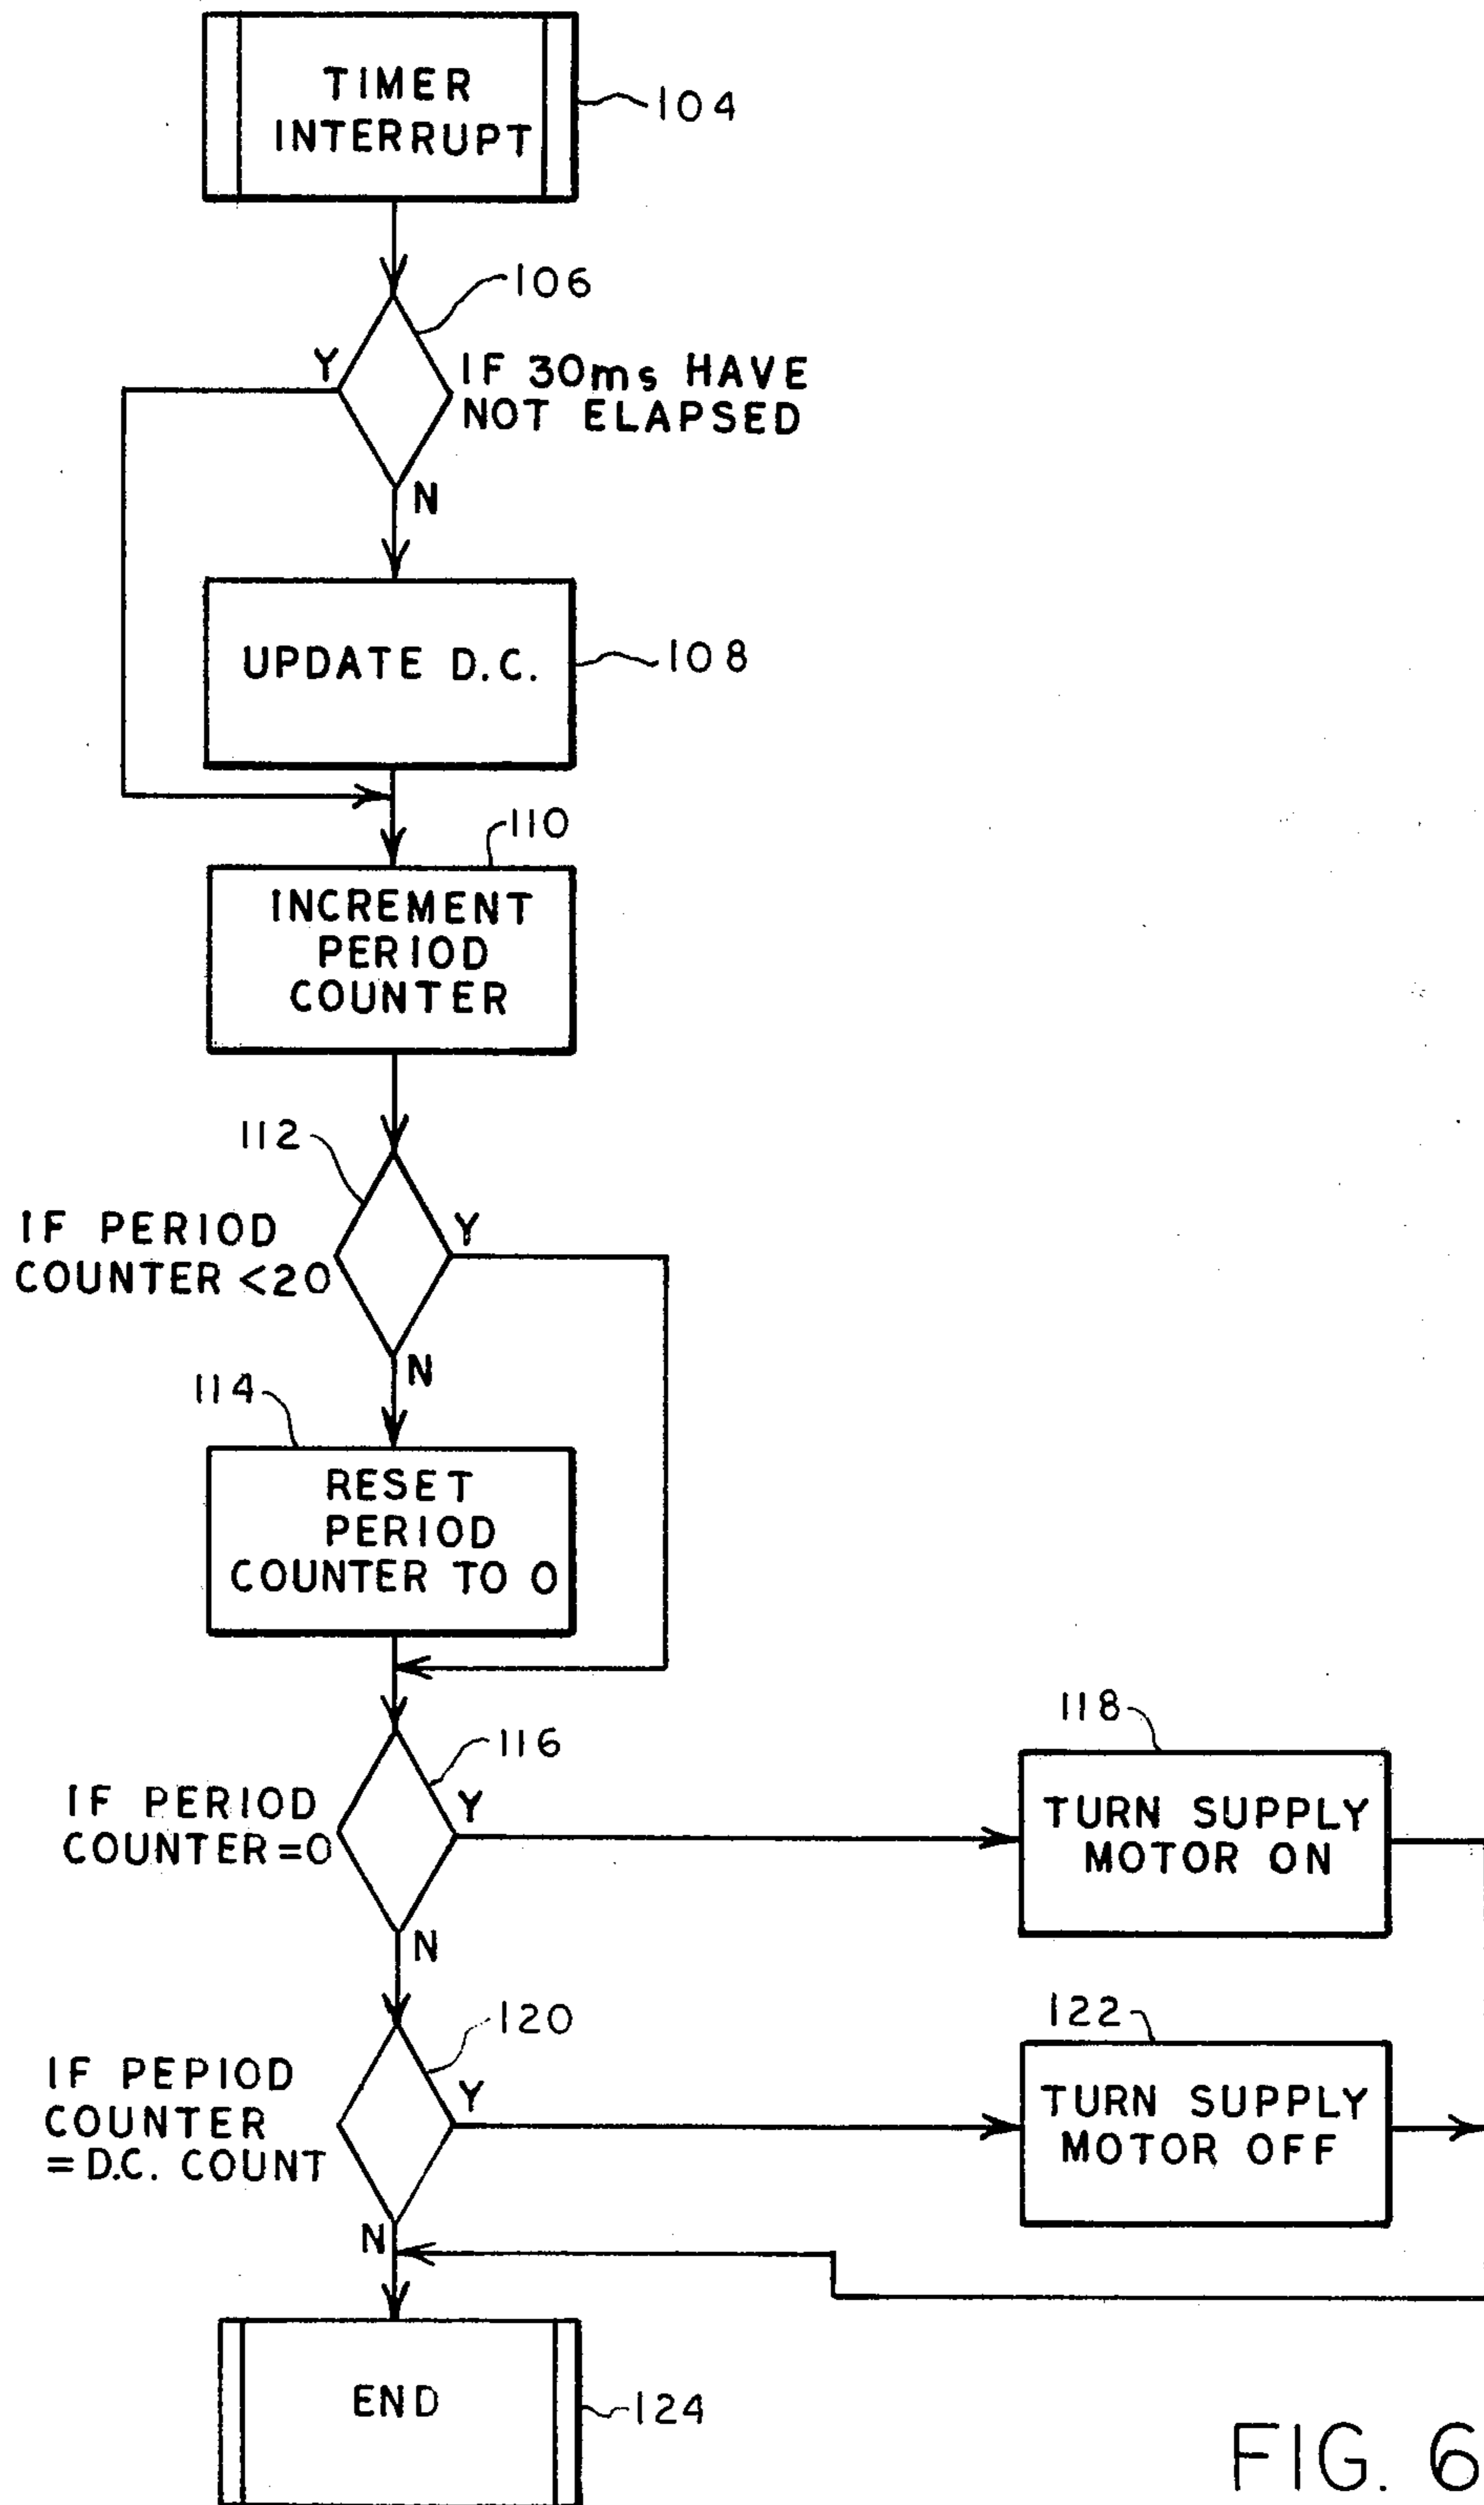 TIMER
INTERRUPT
104
106
Y
IF 30ms HAVE
NOT ELAPSED
N
UPDATE D.C.
108
110
INCREMENT
PERIOD
COUNTER
112
IF PERIOD
COUNTER <20
Y
N
114
RESET
PERIOD
COUNTER TO 0
116
IF PERIOD
COUNTER=0
Y
N
118
TURN SUPPLY
MOTOR ON
120
IF PEPIOD
COUNTER
= D.C. COUNT
Y
N
122
TURN SUPPLY
MOTOR OFF
END
124
FIG. 6